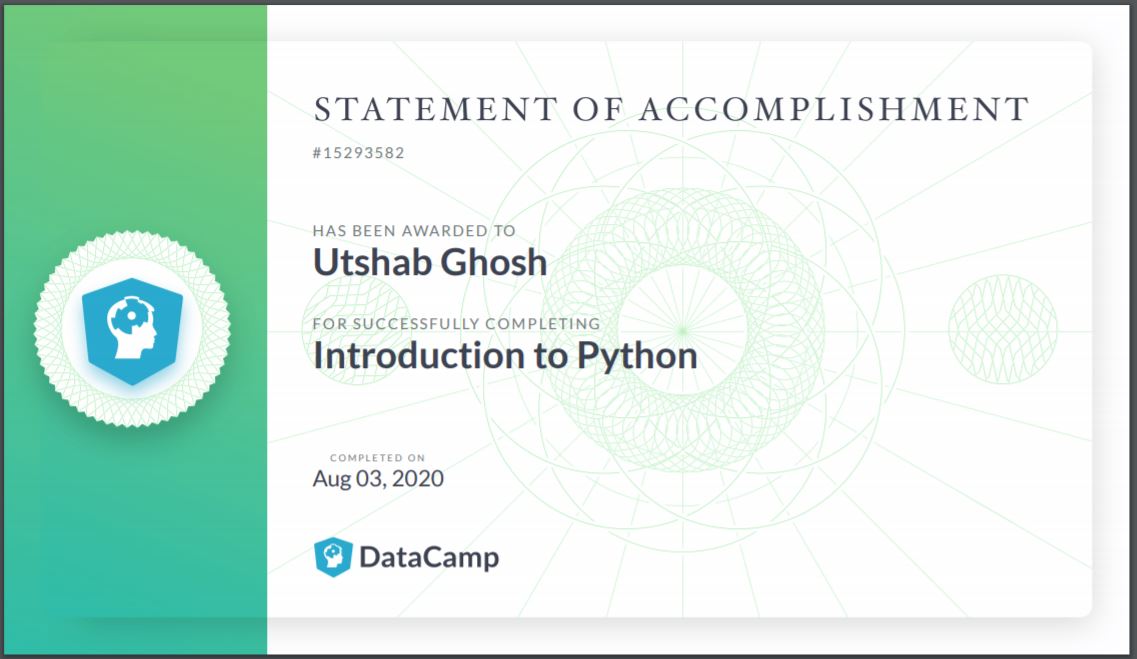 STATEMENT OF ACCOMPLISHMENT
#15293582
HAS BEEN AWARDED TO
Utshab Ghosh
FOR SUCCESSFULLY COMPLETING
Introduction to Python
COMPLETED ON
Aug 03, 2020
DataCamp